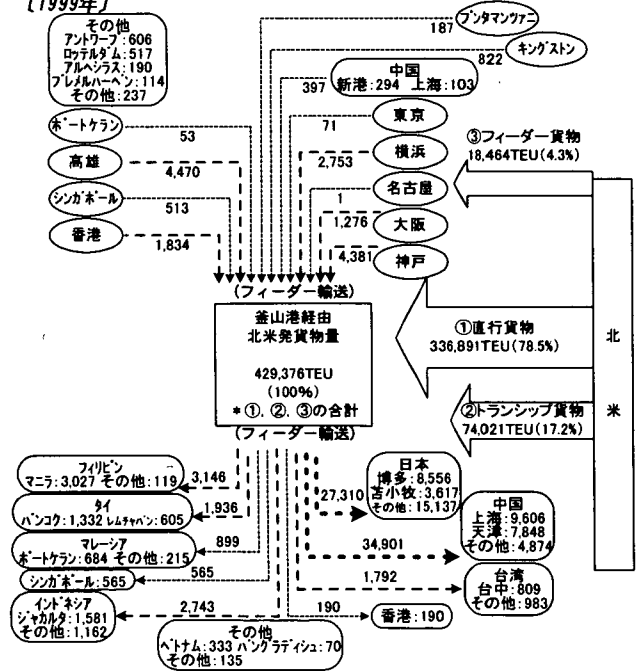 [1999年]
その他
アントワープ:606
ロッテルダム:517
アルヘシラス:190
ブレメルハーベン:114
その他:237
プンタマンツァニ
187
キングストン
822
中国
新港:294 上海:103
397
ポートケラン
53
高雄
4,470
シンガポール
513
香港
1,834
東京
71
横浜
2,753
名古屋
1
大阪
1,276
神戸
4,381
③フィーダー貨物
18,464TEU(4.3%)
(フィーダー輸送)
釜山港経由
北米発貨物量
429,376TEU
(100%)
*①、②、③の合計
(フィーダー輸送)
①直行貨物
336,891TEU(78.5%)
②トランシップ貨物
74,021TEU(17.2%)
北
米
フィリピン
マニラ:3,027 その他:119
3,146
タイ
バンコク:1,332 レムチャバン:605
1,936
マレーシア
ポートケラン:684 その他:215
899
シンガポール:565
565
インドネシア
ジャカルタ:1,581
その他:1,162
2,743
その他
ベトナム:333 バングラディシュ:70
その他:135
190
香港:190
日本
博多:8,556
苫小牧:3,617
その他:15,137
27,310
中国
上海:9,606
天津:7,848
その他:4,874
34,901
台湾
台中:809
その他:983
1,792